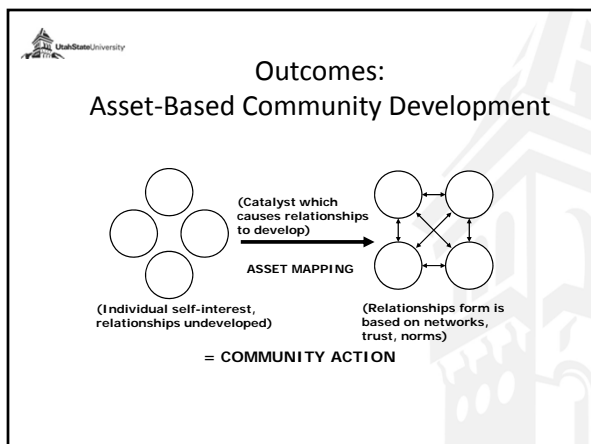 UtahStateUniversity
Outcomes:
Asset-Based Community Development
(Catalyst which
causes relationships
to develop)
ASSET MAPPING
(Individual self-interest,
relationships undeveloped)
(Relationships form is
based on networks,
trust, norms)
= COMMUNITY ACTION